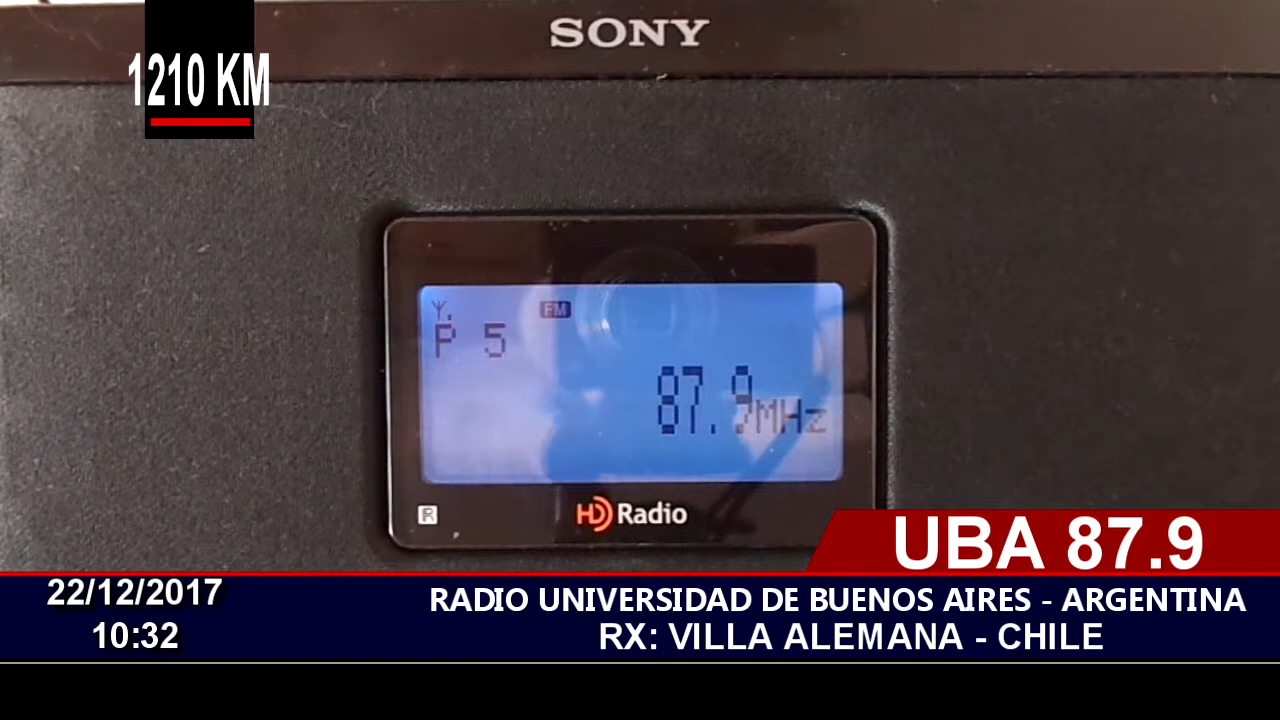 SONY
1210 KM
FM
P 5
87.9MHz
R
HD Radio
UBA 87.9
22/12/2017
10:32
RADIO UNIVERSIDAD DE BUENOS AIRES - ARGENTINA
RX: VILLA ALEMANA - CHILE